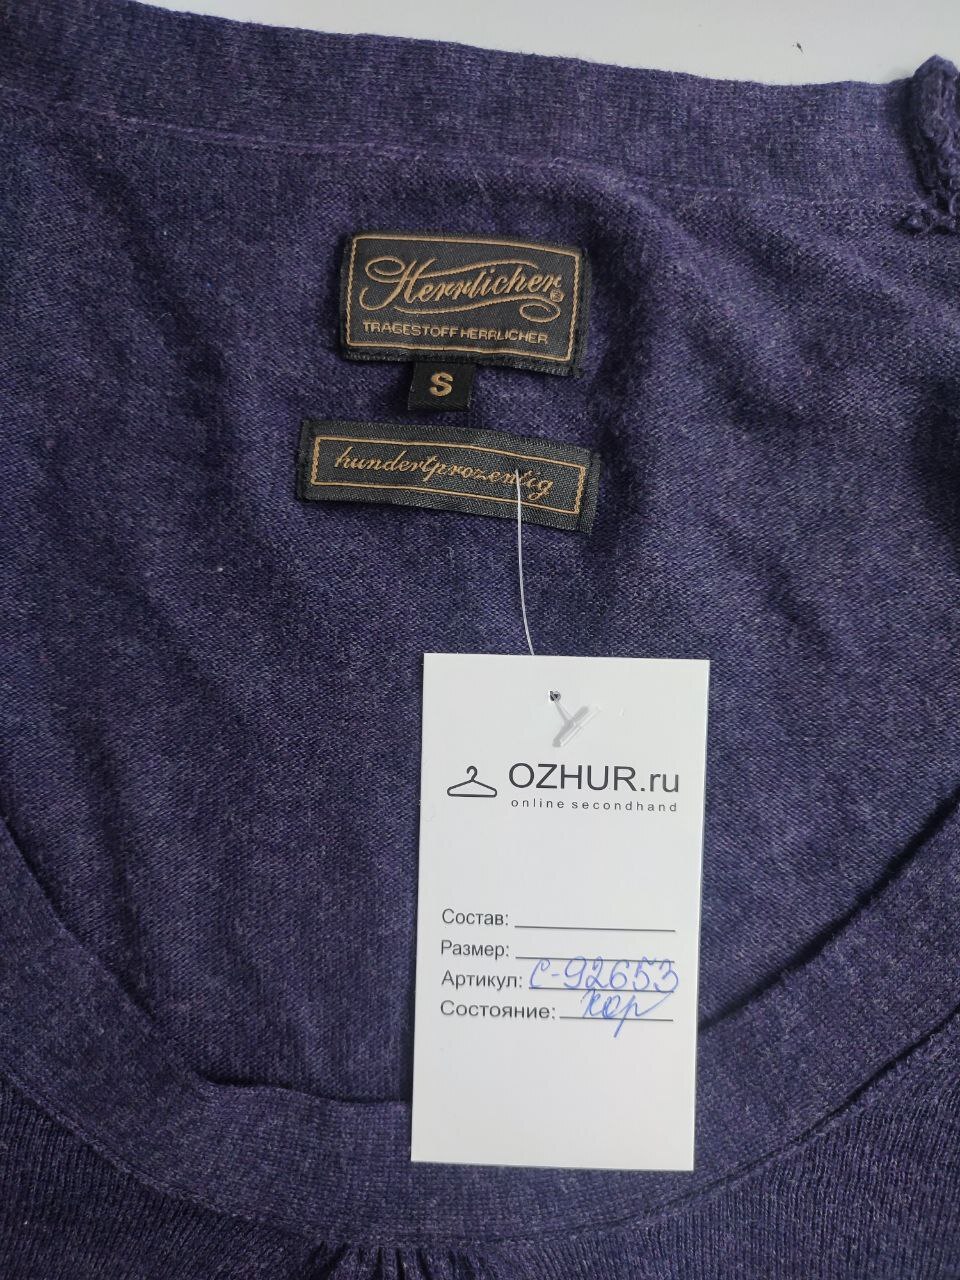 Herrlicher®
TRAGESTOFF HERRLICHER
S
hundertprozentig
OZHUR.ru
online secondhand
Состав:
Размер:
Артикул: С-92653
Состояние: хор